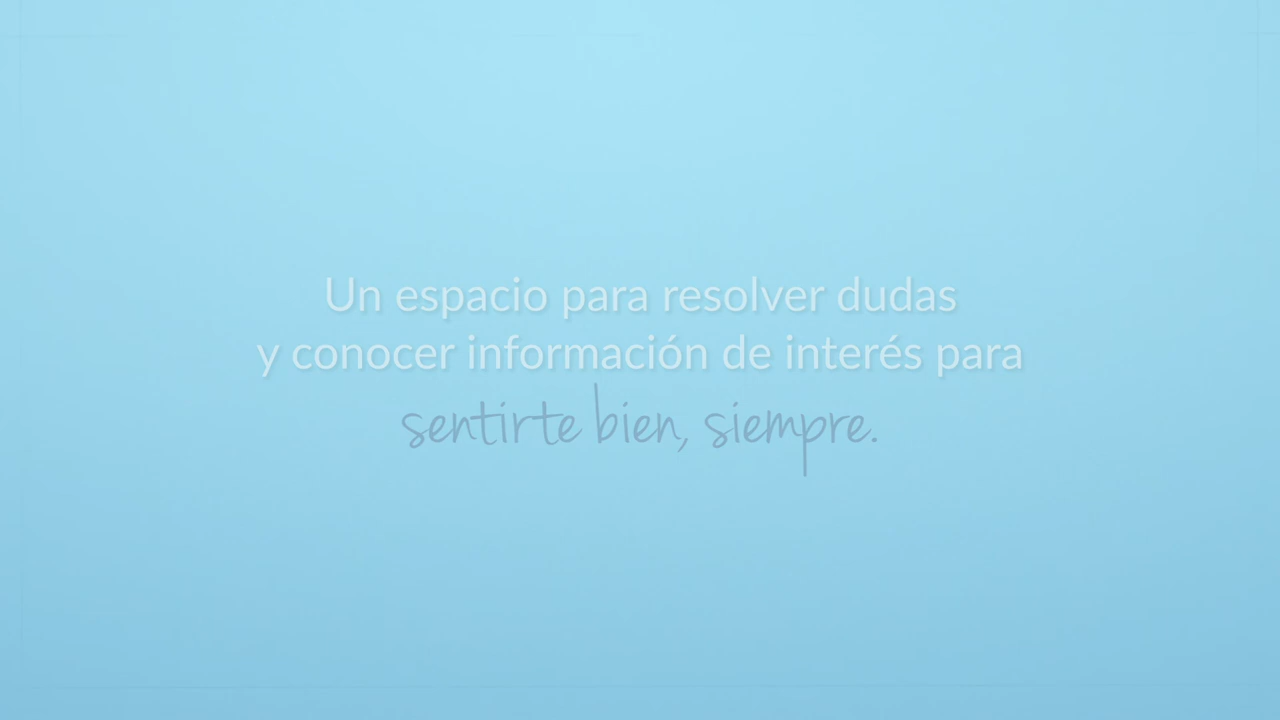 Un espacio para resolver dudas
y conocer información de interés para
sentirte bien, siempre.